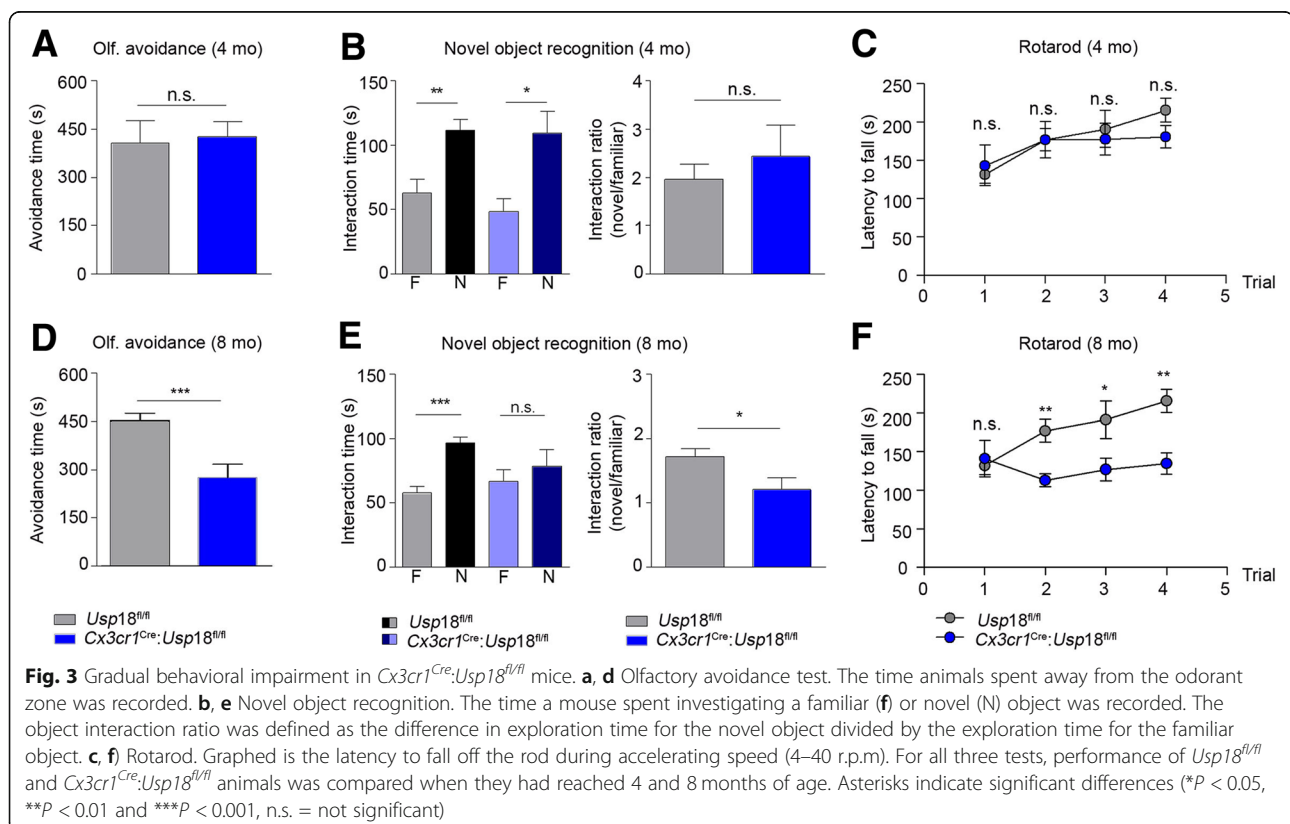 A
Olf. avoidance (4 mo)
Avoidance time (s)
600
450
300
150
0
n.s.
B
Novel object recognition (4 mo)
Interaction time (s)
150
100
50
0
**
*
F N F N
Interaction ratio
(novel/familiar)
4
3
2
1
0
n.s.
C
Rotarod (4 mo)
Latency to fall (s)
250
200
150
100
50
0
n.s.
n.s.
n.s.
n.s.
0 1 2 3 4 5
Trial
D
Olf. avoidance (8 mo)
Avoidance time (s)
600
450
300
150
0
***
Usp18fl/fl
Cx3cr1Cre:Usp18fl/fl
E
Novel object recognition (8 mo)
Interaction time (s)
150
100
50
0
***
n.s.
F N F N
Usp18fl/fl
Cx3cr1Cre:Usp18fl/fl
Interaction ratio
(novel/familiar)
3
2
1
0
*
Usp18fl/fl
Cx3cr1Cre:Usp18fl/fl
F
Rotarod (8 mo)
Latency to fall (s)
250
200
150
100
50
0
n.s.
**
*
**
0 1 2 3 4 5
Trial
Usp18fl/fl
Cx3cr1Cre:Usp18fl/fl
Fig. 3 Gradual behavioral impairment in Cx3cr1Cre:Usp18fl/fl mice. a, d Olfactory avoidance test. The time animals spent away from the odorant
zone was recorded. b, e Novel object recognition. The time a mouse spent investigating a familiar (f) or novel (N) object was recorded. The
object interaction ratio was defined as the difference in exploration time for the novel object divided by the exploration time for the familiar
object. c, f) Rotarod. Graphed is the latency to fall off the rod during accelerating speed (4–40 r.p.m). For all three tests, performance of Usp18fl/fl
and Cx3cr1Cre:Usp18fl/fl animals was compared when they had reached 4 and 8 months of age. Asterisks indicate significant differences (*P < 0.05,
**P < 0.01 and ***P < 0.001, n.s. = not significant)